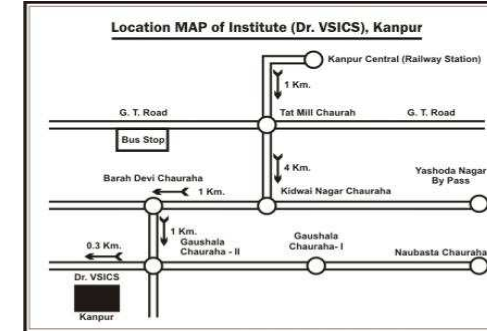 Location MAP of Institute (Dr. VSICS), Kanpur
Kanpur Central (Railway Station)
1 Km.
G. T. Road
Tat Mill Chaurah
G. T. Road
Bus Stop
4 Km.
Yashoda Nagar
By Pass
Barah Devi Chauraha
1 Km.
Kidwai Nagar Chauraha
1 Km.
Gaushala
Chauraha - II
Gaushala
Chauraha- I
0.3 Km.
Naubasta Chauraha
Dr. VSICS
Kanpur